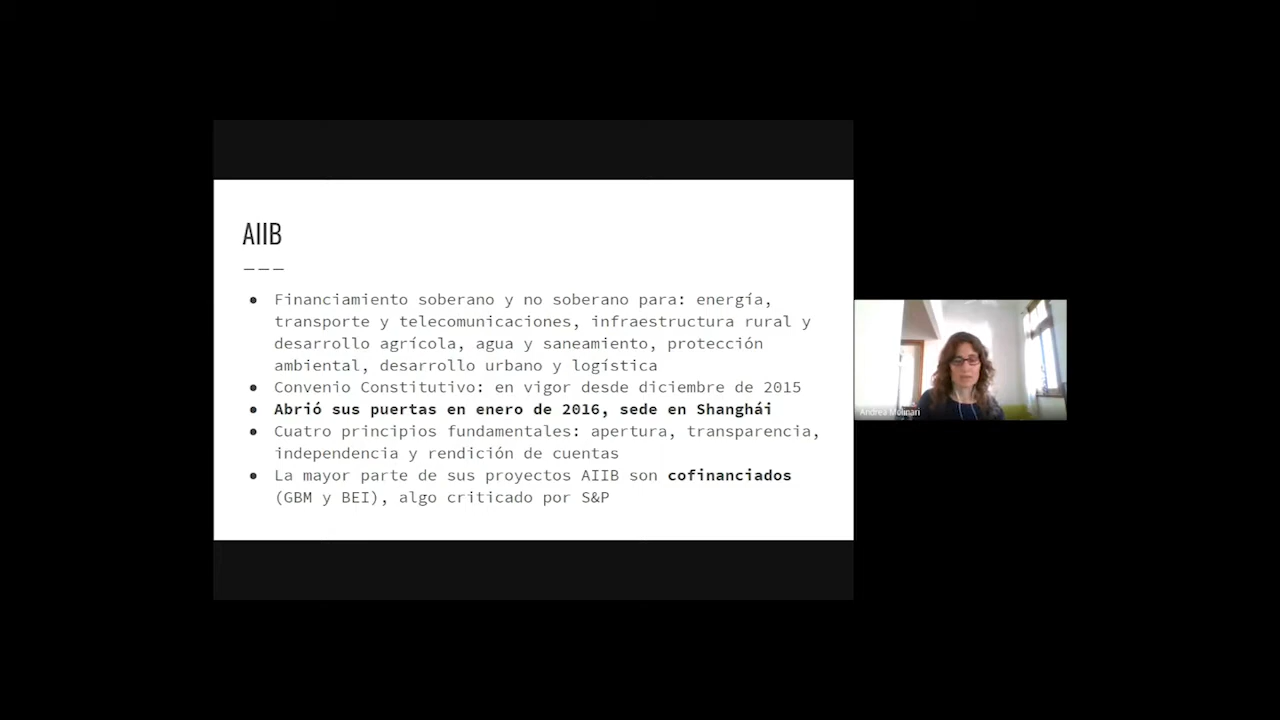 AIIB
———
● Financiamiento soberano y no soberano para: energía,
transporte y telecomunicaciones, infraestructura rural y
desarrollo agrícola, agua y saneamiento, protección
ambiental, desarrollo urbano y logística
● Convenio Constitutivo: en vigor desde diciembre de 2015
● Abrió sus puertas en enero de 2016, sede en Shanghái
● Cuatro principios fundamentales: apertura, transparencia,
independencia y rendición de cuentas
● La mayor parte de sus proyectos AIIB son cofinanciados
(GBM y BEI), algo criticado por S&P
Andrea Molinari